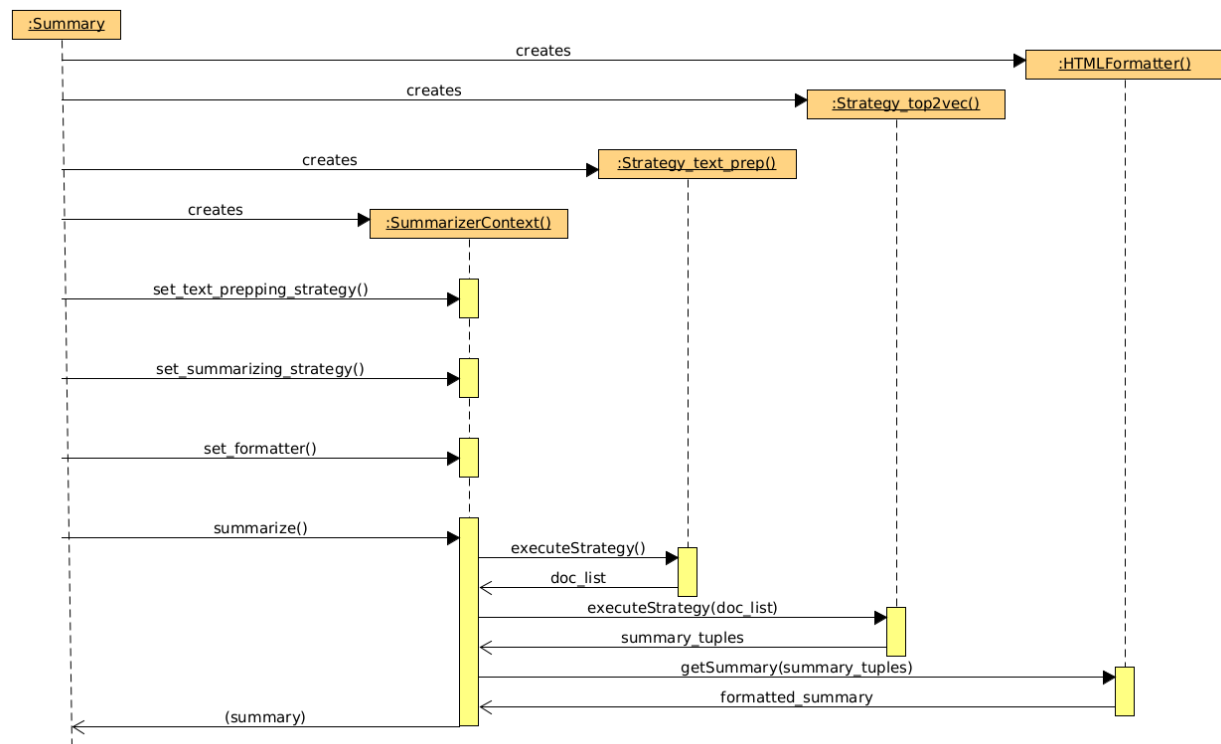 :Summary
creates
:HTMLFormatter()
creates
:Strategy_top2vec()
creates
:Strategy_text_prep()
creates
:SummarizerContext()
set_text_prepping_strategy()
set_summarizing_strategy()
set_formatter()
summarize()
executeStrategy()
doc_list
executeStrategy(doc_list)
summary_tuples
getSummary(summary_tuples)
formatted_summary
(summary)